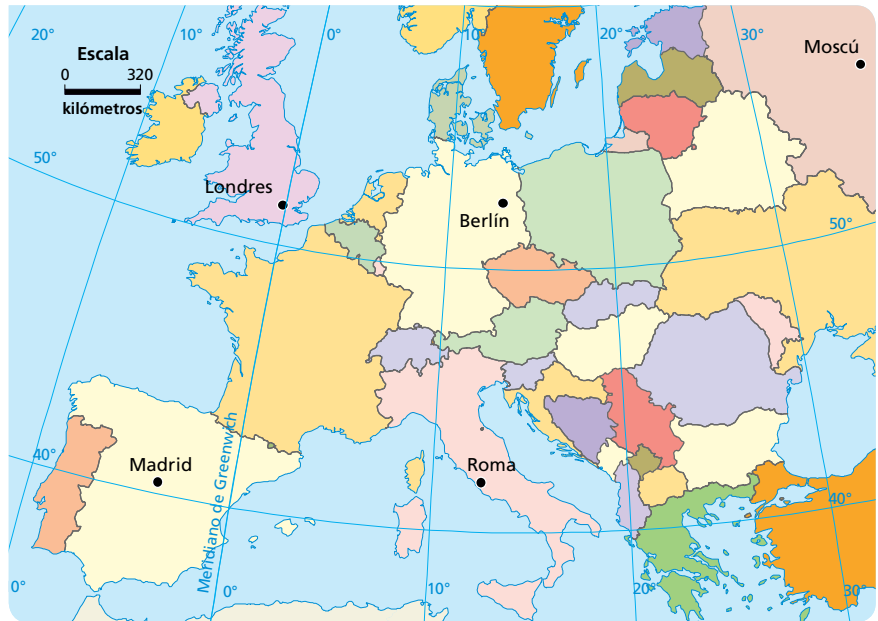 20°
10°
0°
10°
20°
30°
Escala
0 320
kilómetros
Moscú
50°
Londres
Berlín
50°
Meridiano de Greenwich
40°
Madrid
Roma
40°
0°
0°
10°
20°
30°